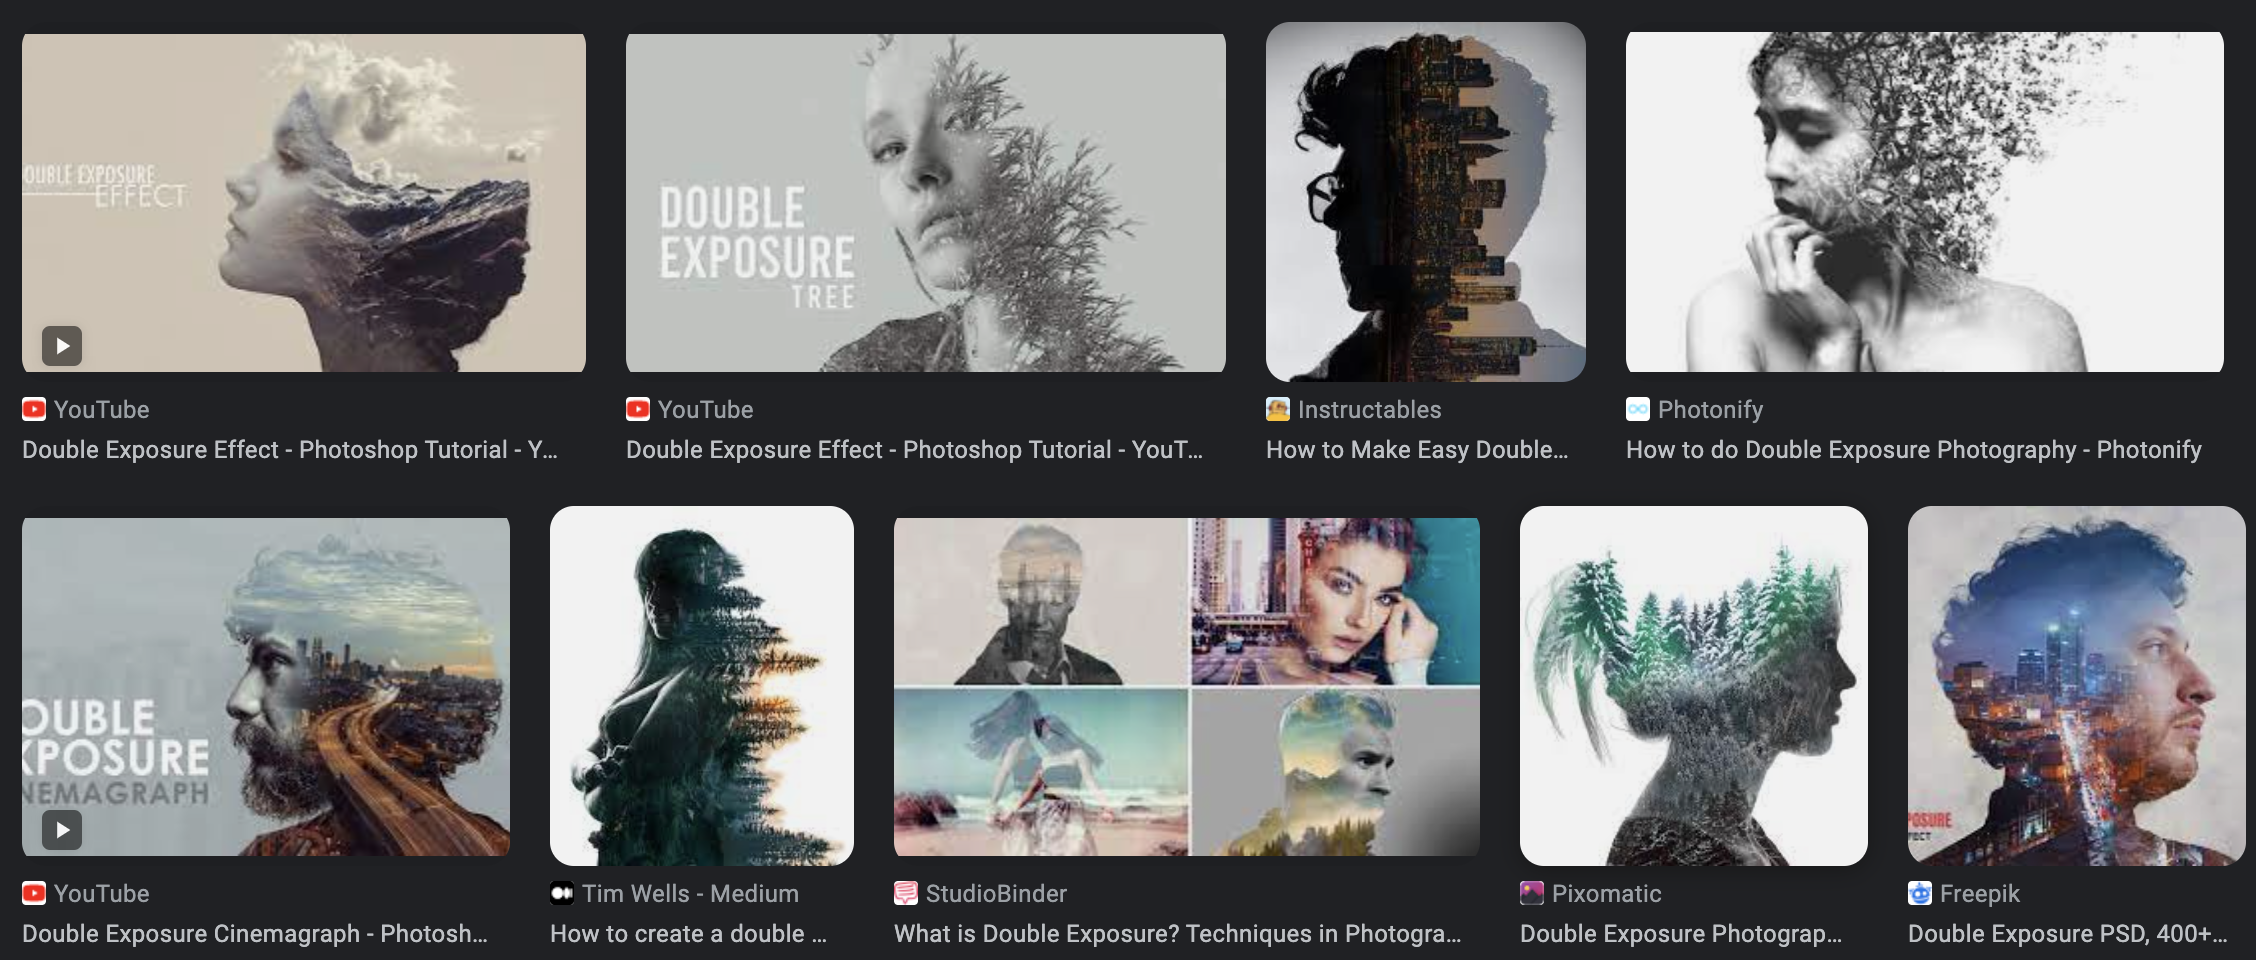 OUBLE EXPOSURE
EFFECT
DOUBLE
EXPOSURE
TREE
YouTube
Double Exposure Effect - Photoshop Tutorial - Y...
YouTube
Double Exposure Effect - Photoshop Tutorial - YouT...
Instructables
How to Make Easy Double...
Photonify
How to do Double Exposure Photography - Photonify
OUBLE
XPOSURE
NEMAGRAPH
POSURE
FECT
YouTube
Double Exposure Cinemagraph - Photosh...
Tim Wells - Medium
How to create a double ...
StudioBinder
What is Double Exposure? Techniques in Photogra...
Pixomatic
Double Exposure Photograp...
Freepik
Double Exposure PSD, 400+...